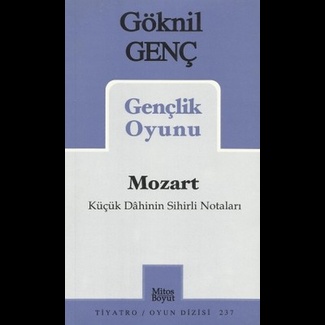 Göknil
GENÇ
Gençlik
Oyunu
Mozart
Küçük Dâhinin Sihirli Notaları
Mitos
Boyut
TİYATRO / OYUN DİZİSİ 237